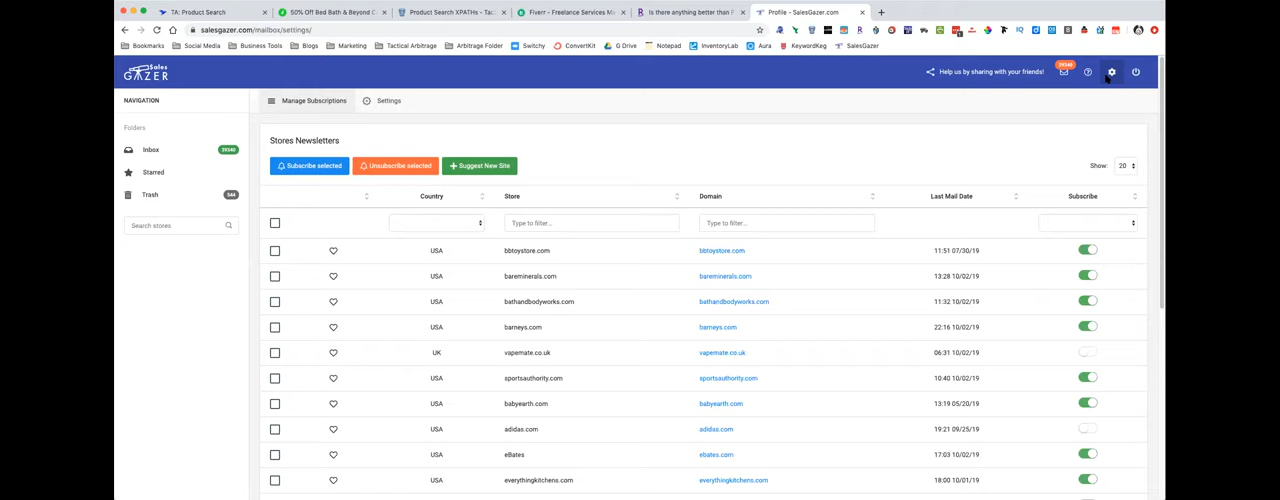 TA: Product Search
50% Off Bed Bath & Beyond C
Product Search XPATHs - Tac
Fiverr - Freelance Services M
Is there anything better than F
Profile - SalesGazer.com
salesgazer.com/mailbox/settings/
Bookmarks Social Media Business Tools Blogs Marketing Tactical Arbitrage Arbitrage Folder Switchy ConvertKit G Drive Notepad InventoryLab Aura KeywordKeg SalesGazer
Sales GAZER
Help us by sharing with your friends!
39340
NAVIGATION
Manage Subscriptions Settings
Folders
Inbox 39340
Starred
Trash 544
Search stores
Stores Newsletters
Subscribe selected Unsubscribe selected Suggest New Site Show: 20
Country Store Domain Last Mail Date Subscribe
Type to filter... Type to filter...
USA bbtoystore.com bbtoystore.com 11:51 07/30/19
USA bareminerals.com bareminerals.com 13:28 10/02/19
USA bathandbodyworks.com bathandbodyworks.com 11:32 10/02/19
USA barneys.com barneys.com 22:16 10/02/19
UK vapemate.co.uk vapemate.co.uk 06:31 10/02/19
USA sportsauthority.com sportsauthority.com 10:40 10/02/19
USA babyearth.com babyearth.com 13:19 05/20/19
USA adidas.com adidas.com 19:21 09/25/19
USA eBates ebates.com 17:03 10/02/19
USA everythingkitchens.com everythingkitchens.com 18:00 10/01/19